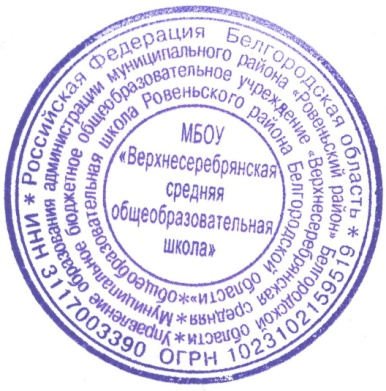 * Российская Федерация Белгородская область *
ИНН 3117003390 ОГРН 1023102159519
* Управление образования администрации муниципального района «Ровеньский район» Белгородской области
* Муниципальное бюджетное общеобразовательное учреждение «Верхнесеребрянская средняя
общеобразовательная школа Ровеньского района Белгородской области» *
МБОУ
«Верхнесеребрянская
средняя
общеобразовательная
школа»